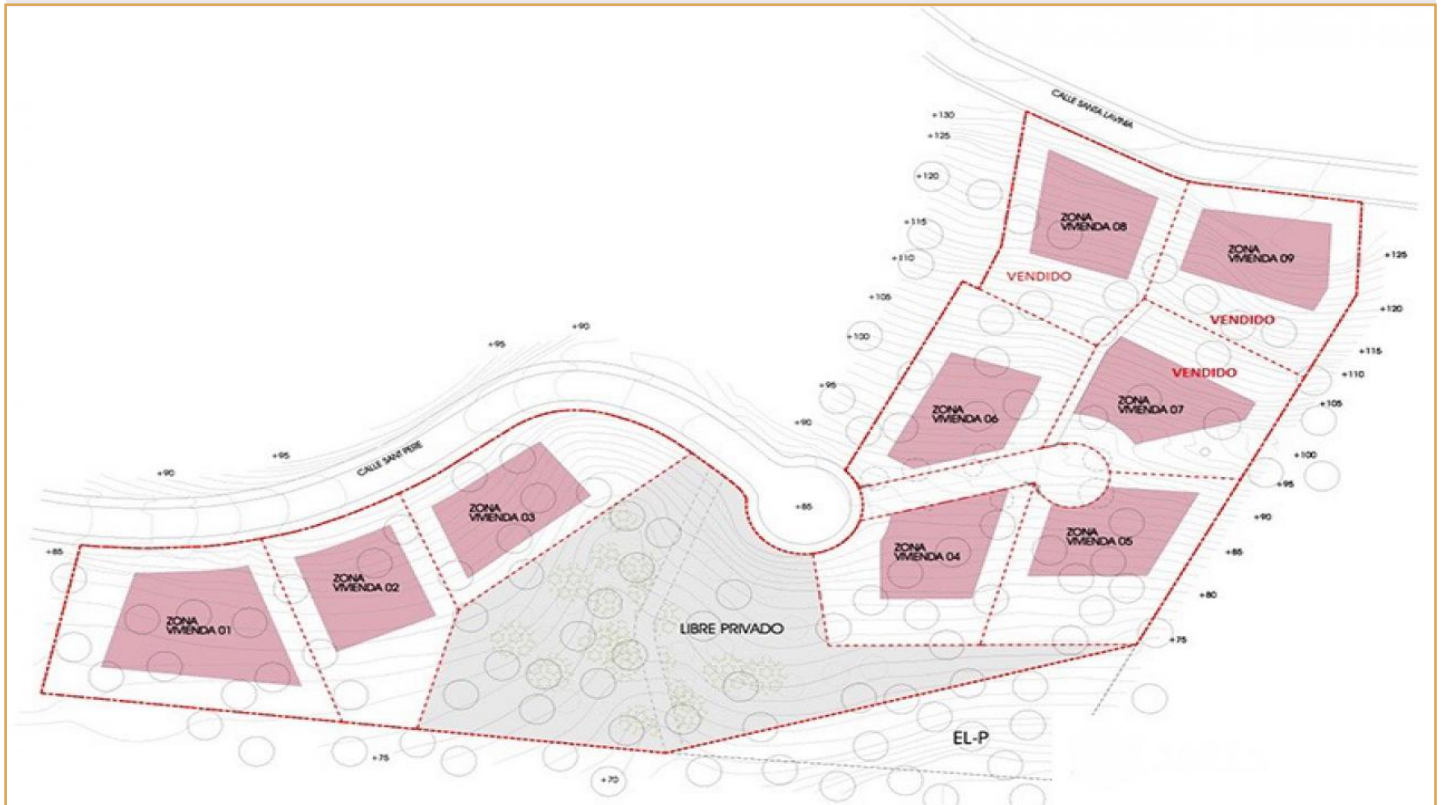 CALLE SANTA LAVINIA
+130
+125
+120
+115
+110
+105
+100
+95
+90
ZONA
VIVIENDA 08
ZONA
VIVIENDA 09
VENDIDO
VENDIDO
VENDIDO
+125
+120
+115
+110
+105
+100
+95
+90
+85
+80
+75
ZONA
VIVIENDA 06
ZONA
VIVIENDA 07
+90
+95
+95
+90
CALLE SANT PERE
+85
+85
ZONA
VIVIENDA 03
ZONA
VIVIENDA 04
ZONA
VIVIENDA 05
ZONA
VIVIENDA 02
ZONA
VIVIENDA 01
LIBRE PRIVADO
EL-P
+75
+70